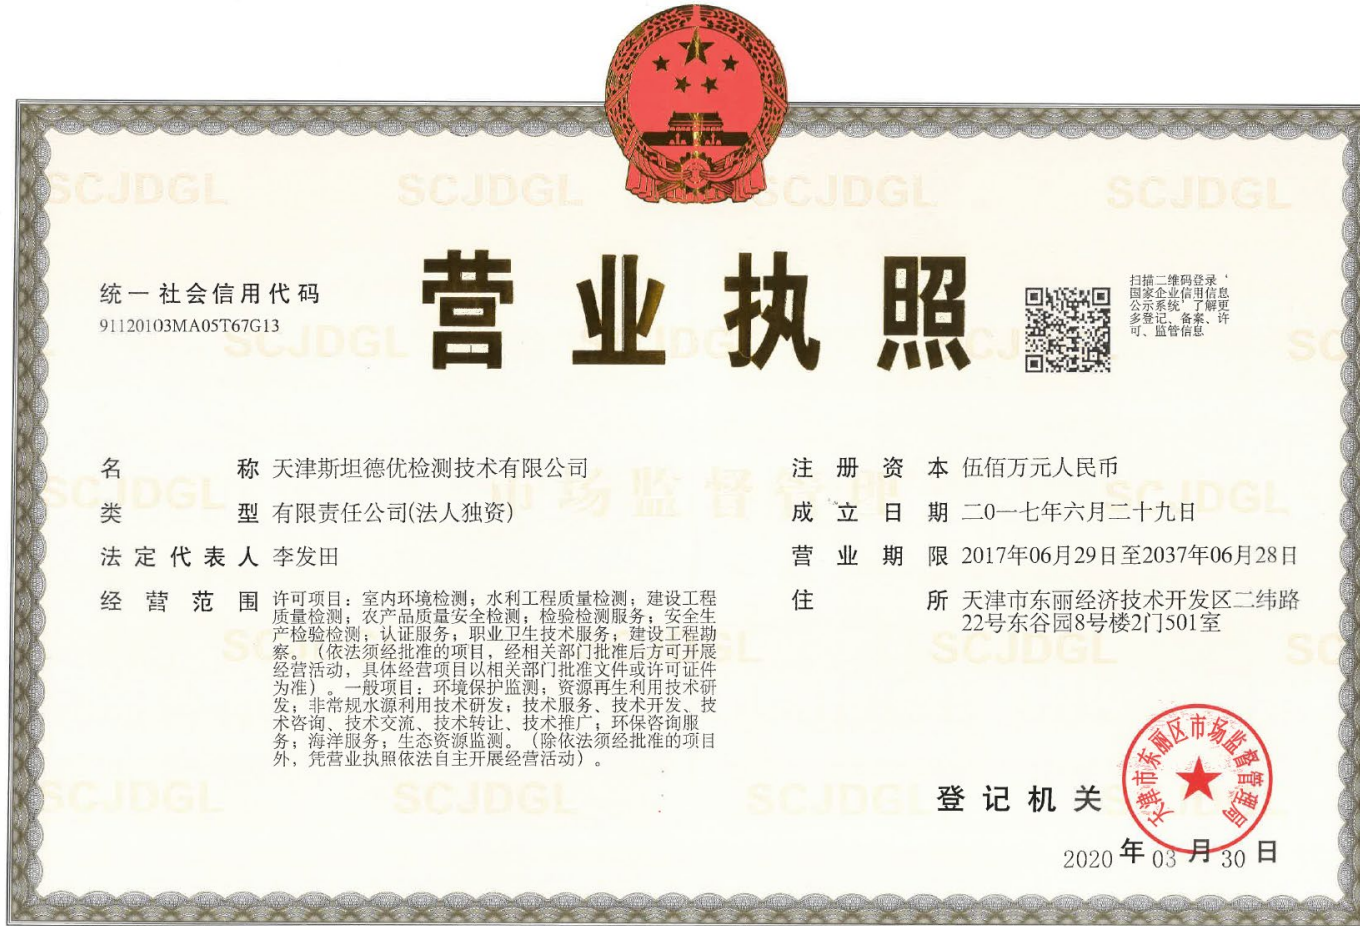 营业执照
统一社会信用代码
91120103MA05T67G13
扫描二维码登录‘
国家企业信用信息
公示系统’了解更
多登记、备案、许
可、监管信息
名称 天津斯坦德优检测技术有限公司
类型 有限责任公司(法人独资)
法定代表人 李发田
经营范围 许可项目：室内环境检测；水利工程质量检测；建设工程
质量检测；农产品质量安全检测；检验检测服务；安全生
产检验检测；认证服务；职业卫生技术服务；建设工程勘
察。（依法须经批准的项目，经相关部门批准后方可开展
经营活动，具体经营项目以相关部门批准文件或许可证件
为准）。一般项目：环境保护监测；资源再生利用技术研
发；非常规水源利用技术研发；技术服务、技术开发、技
术咨询、技术交流、技术转让、技术推广；环保咨询服
务；海洋服务；生态资源监测。（除依法须经批准的项目
外，凭营业执照依法自主开展经营活动）。
注册资本 伍佰万元人民币
成立日期 二0一七年六月二十九日
营业期限 2017年06月29日至2037年06月28日
住所 天津市东丽经济技术开发区二纬路
22号东谷园8号楼2门501室
登记机关
天津市东丽区市场监督管理局
2020年03月30日
SCJDGL
市场监督管理